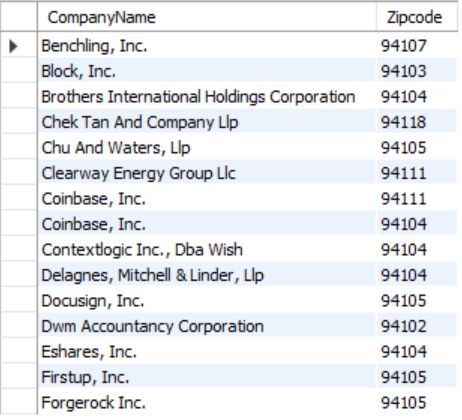 CompanyName Zipcode
Benchling, Inc. 94107
Block, Inc. 94103
Brothers International Holdings Corporation 94104
Chek Tan And Company Llp 94118
Chu And Waters, Llp 94105
Clearway Energy Group Llc 94111
Coinbase, Inc. 94111
Coinbase, Inc. 94104
Contextlogic Inc., Dba Wish 94104
Delagnes, Mitchell & Linder, Llp 94104
Docusign, Inc. 94105
Dwm Accountancy Corporation 94102
Eshares, Inc. 94104
Firstup, Inc. 94105
Forgerock Inc. 94105